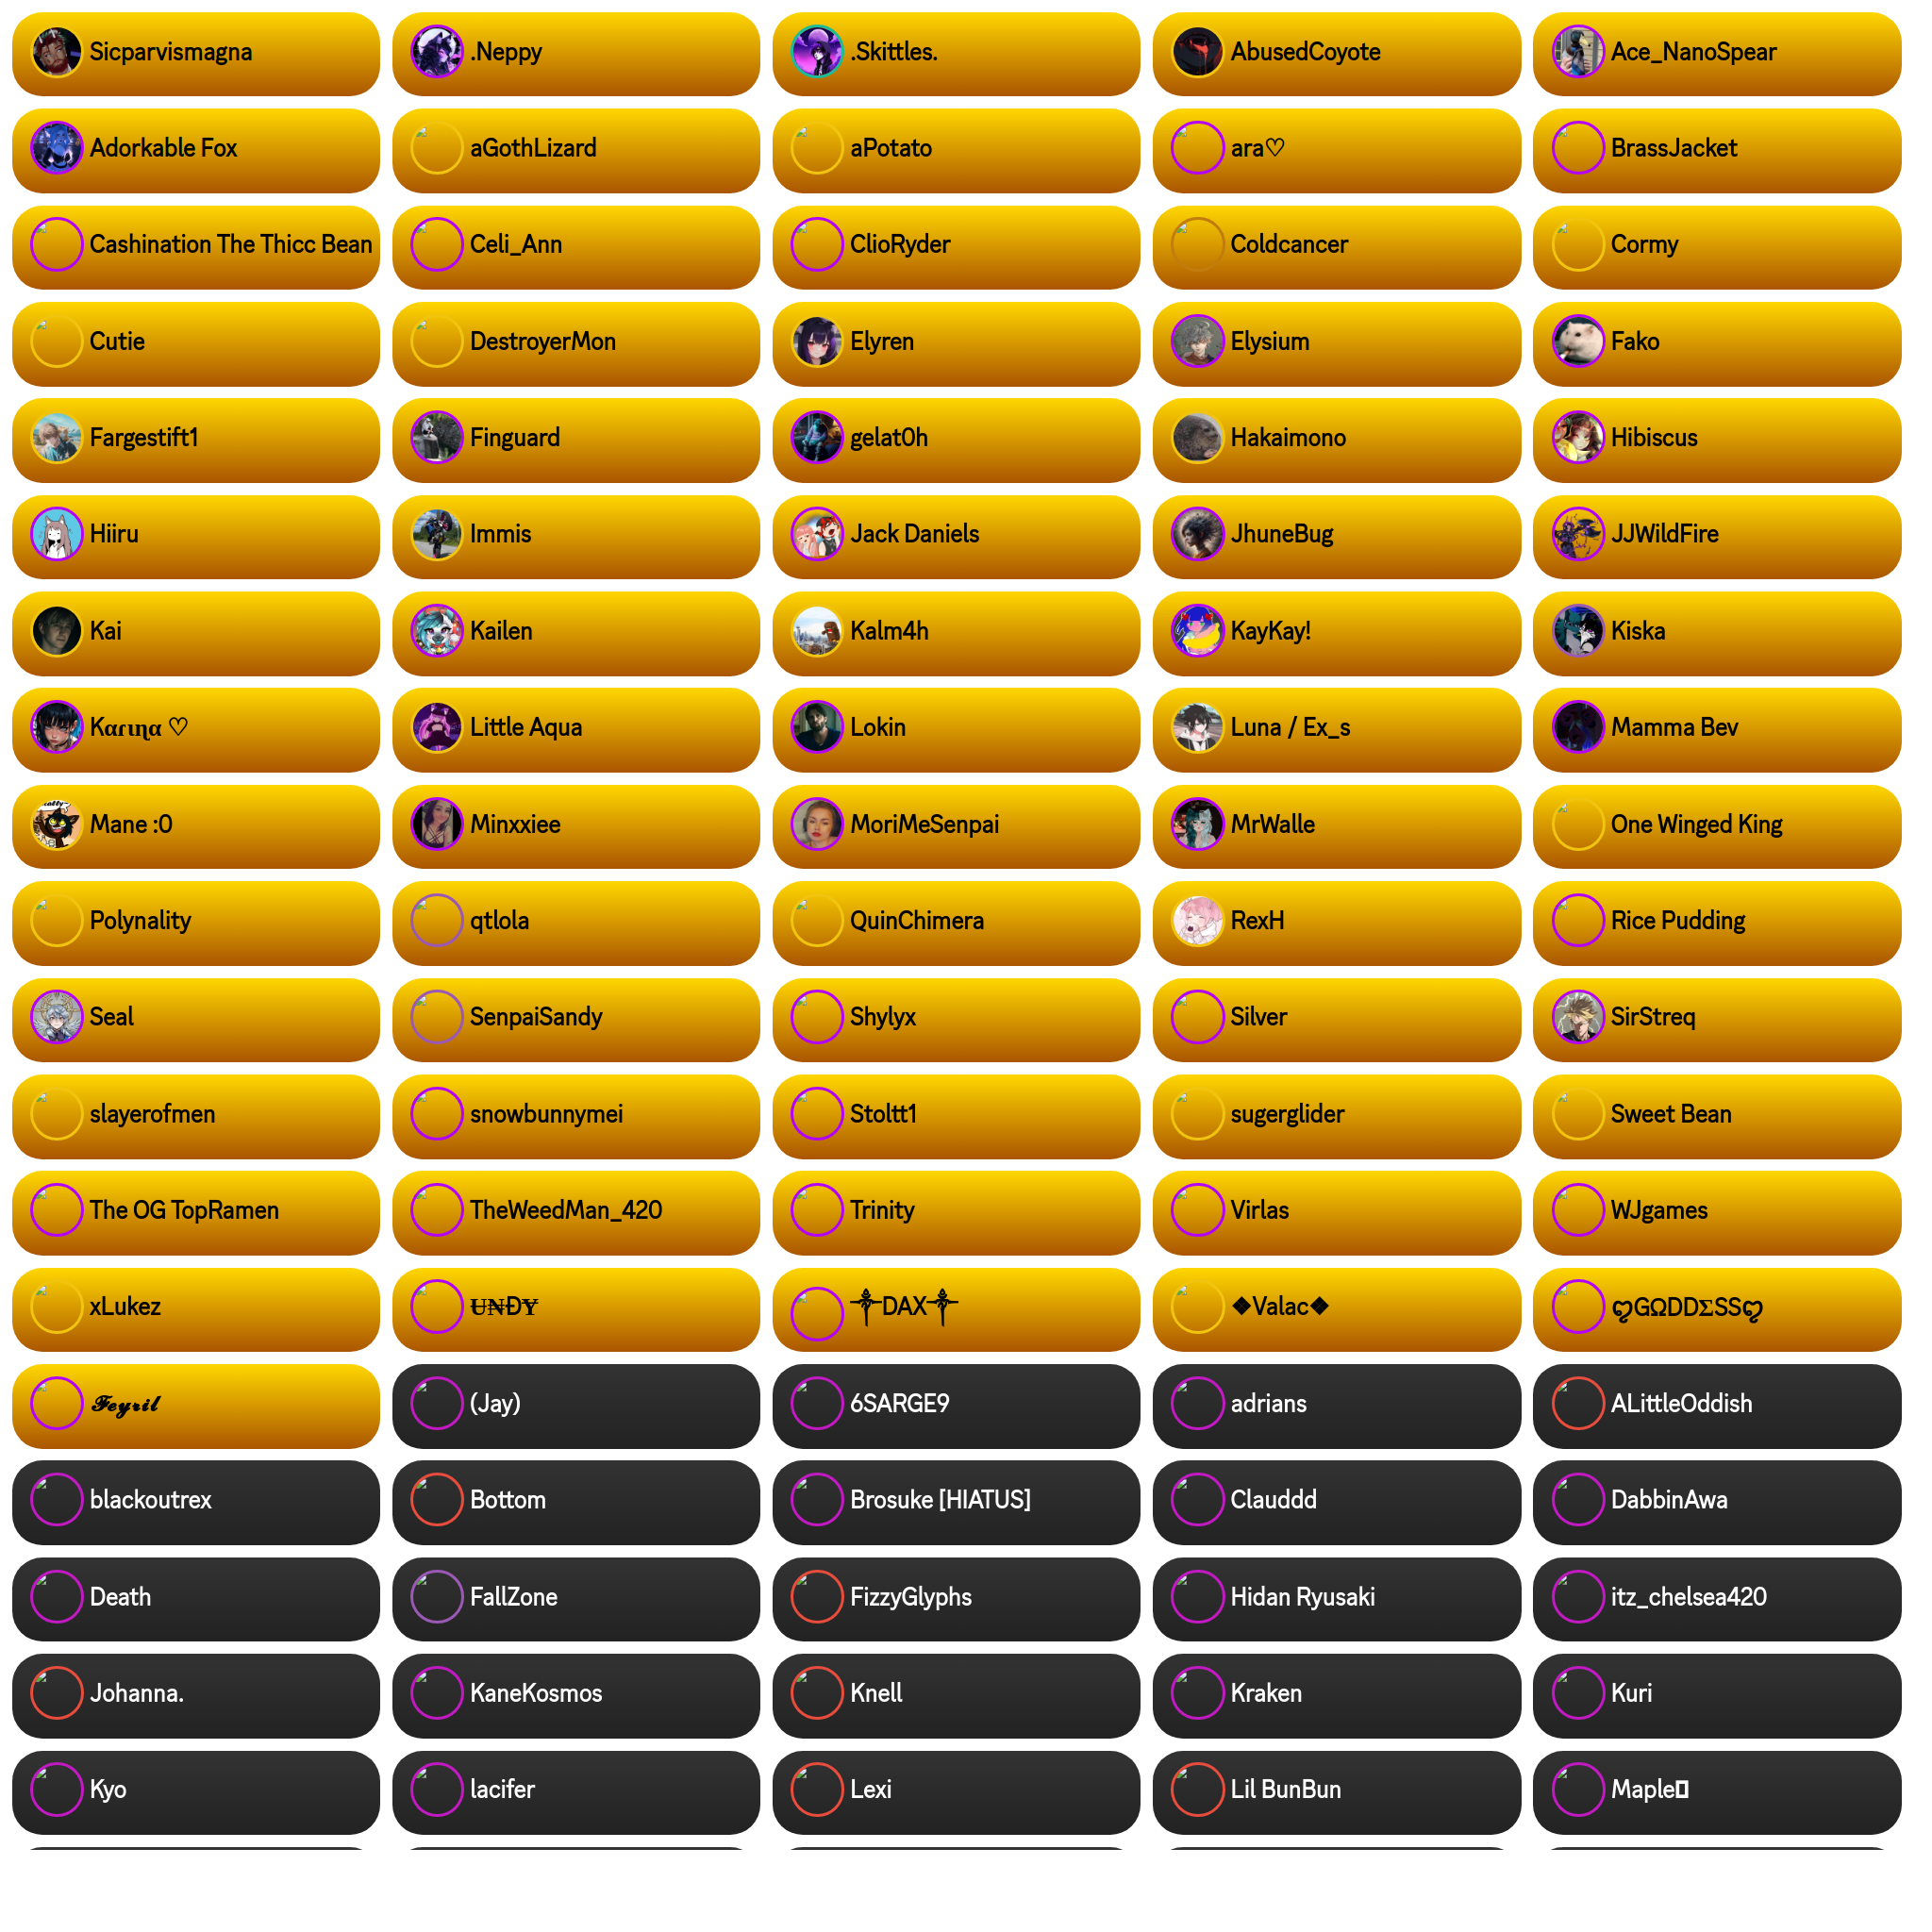 Sicparvismagna
.Neppy
.Skittles.
AbusedCoyote
Ace_NanoSpear
Adorkable Fox
aGothLizard
aPotato
ara♡
BrassJacket
Cashination The Thicc Bean
Celi_Ann
ClioRyder
Coldcancer
Cormy
Cutie
DestroyerMon
Elyren
Elysium
Fako
Fargestift1
Finguard
gelat0h
Hakaimono
Hibiscus
Hiiru
Immis
Jack Daniels
JhuneBug
JJWildFire
Kai
Kailen
Kalm4h
KayKay!
Kiska
Kαɾιɳα ♡
Little Aqua
Lokin
Luna / Ex_s
Mamma Bev
Mane :0
Minxxiee
MoriMeSenpai
MrWalle
One Winged King
Polynality
qtlola
QuinChimera
RexH
Rice Pudding
Seal
SenpaiSandy
Shylyx
Silver
SirStreq
slayerofmen
snowbunnymei
Stoltt1
sugerglider
Sweet Bean
The OG TopRamen
TheWeedMan_420
Trinity
Virlas
WJgames
xLukez
U̶N̶D̶Y̶
༒DAX༒
❖Valac❖
ღGΩDDΣSSღ
𝓕𝓮𝔂𝓻𝓲𝓵
(Jay)
6SARGE9
adrians
ALittleOddish
blackoutrex
Bottom
Brosuke [HIATUS]
Clauddd
DabbinAwa
Death
FallZone
FizzyGlyphs
Hidan Ryusaki
itz_chelsea420
Johanna.
KaneKosmos
Knell
Kraken
Kuri
Kyo
lacifer
Lexi
Lil BunBun
Maple